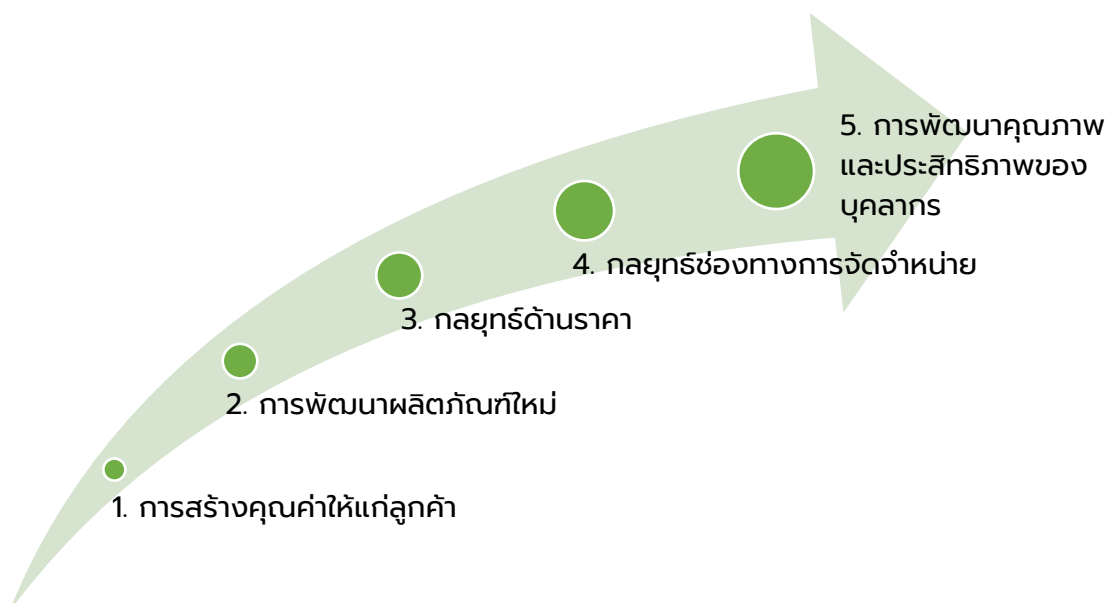 5. การพัฒนาคุณภาพ
และประสิทธิภาพของ
บุคลากร
4. กลยุทธ์ช่องทางการจัดจำหน่าย
3. กลยุทธ์ด้านราคา
2. การพัฒนาผลิตภัณฑ์ใหม่
1. การสร้างคุณค่าให้แก่ลูกค้า